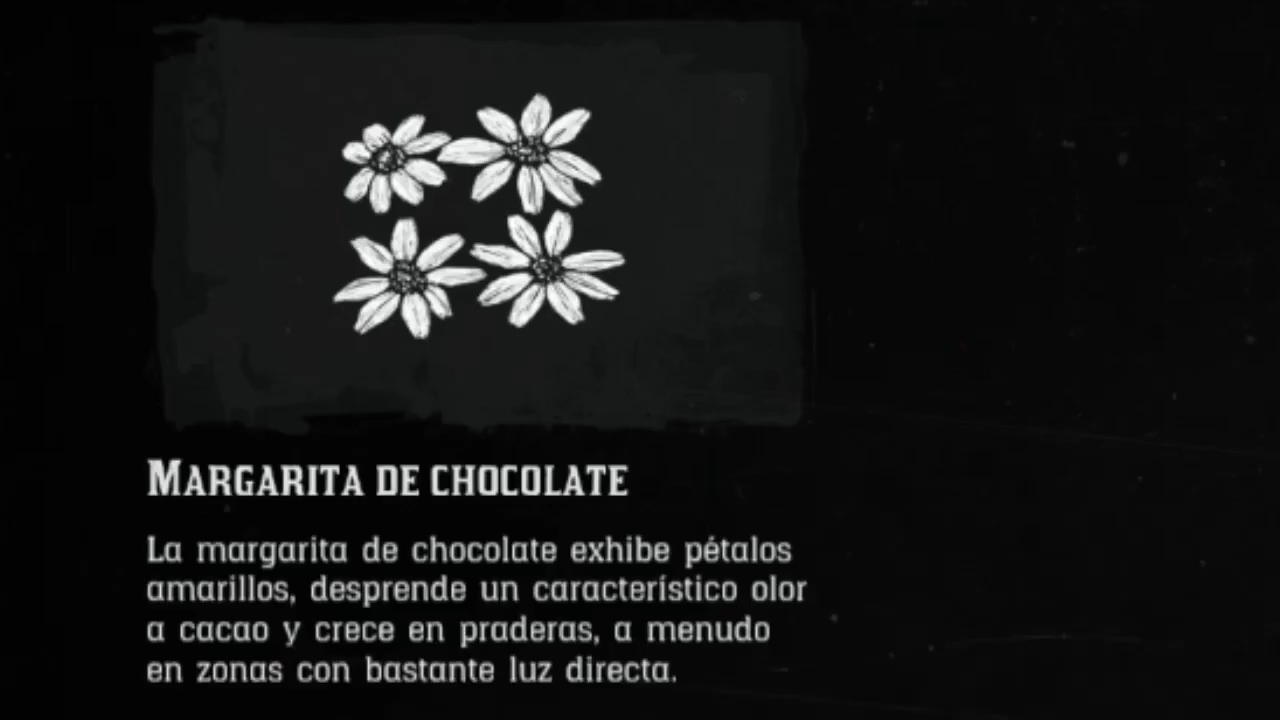 Margarita de chocolate
La margarita de chocolate exhibe pétalos
amarillos, desprende un característico olor
a cacao y crece en praderas, a menudo
en zonas con bastante luz directa.